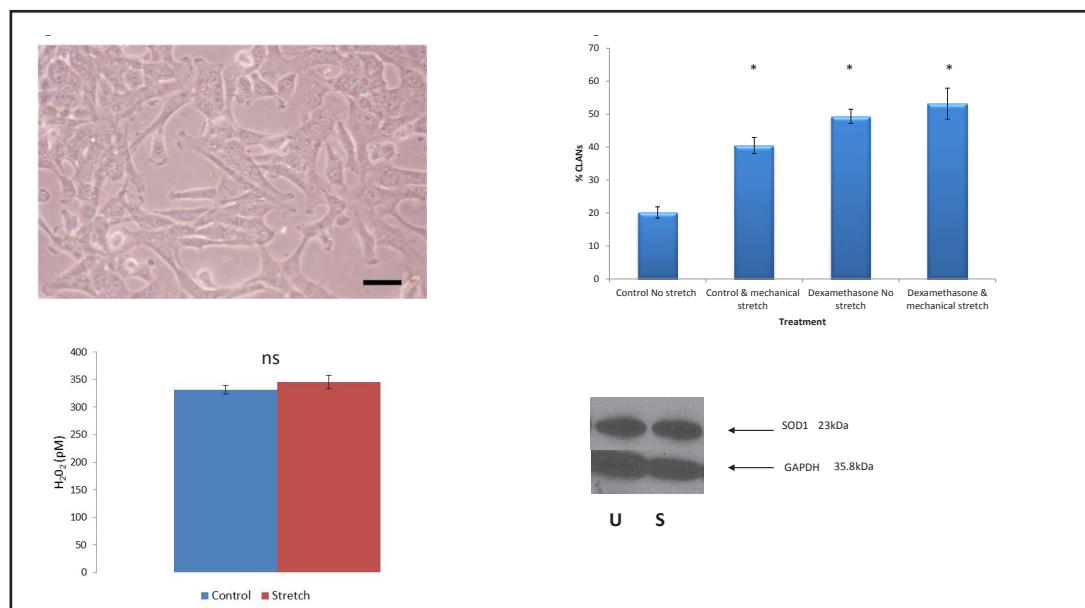 70
60
50
40
30
20
10
0
% CLANs
* * *
Control No stretch
Control & mechanical stretch
Dexamethasone No stretch
Dexamethasone & mechanical stretch
Treatment
400
350
300
250
200
150
100
50
0
H₂0₂ (pM)
ns
Control Stretch
SOD1 23kDa
GAPDH 35.8kDa
U S